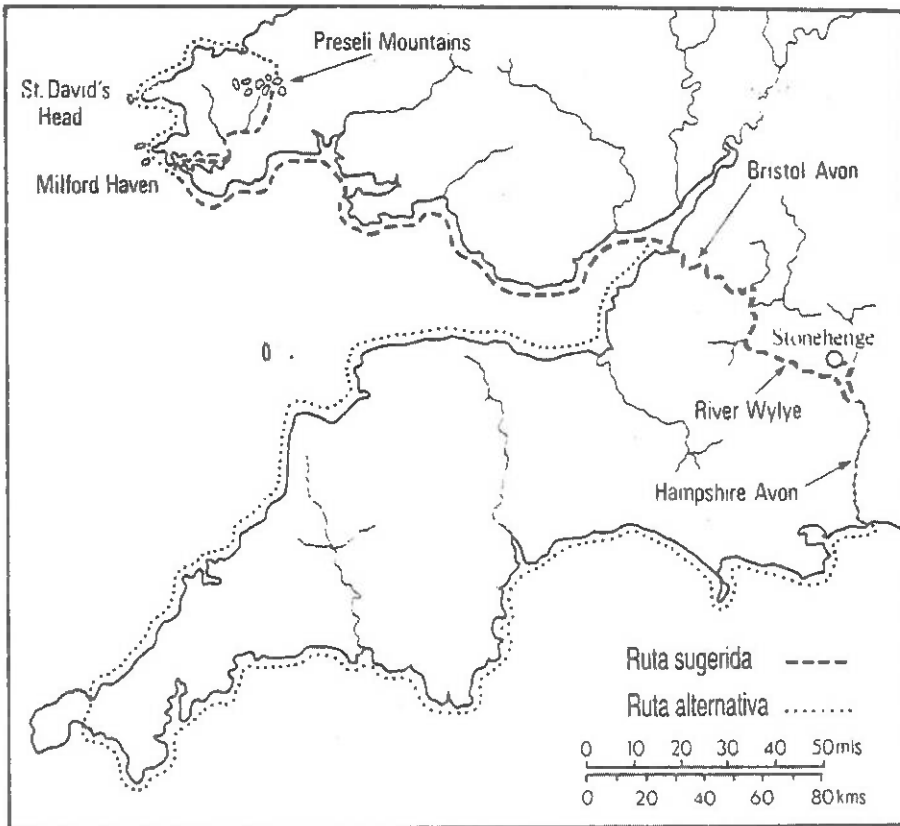 Preseli Mountains
St. David's
Head
Milford Haven
Bristol Avon
Stonehenge
River Wylye
Hampshire Avon
Ruta sugerida
Ruta alternativa
0 10 20 30 40 50mls
0 20 40 60 80kms